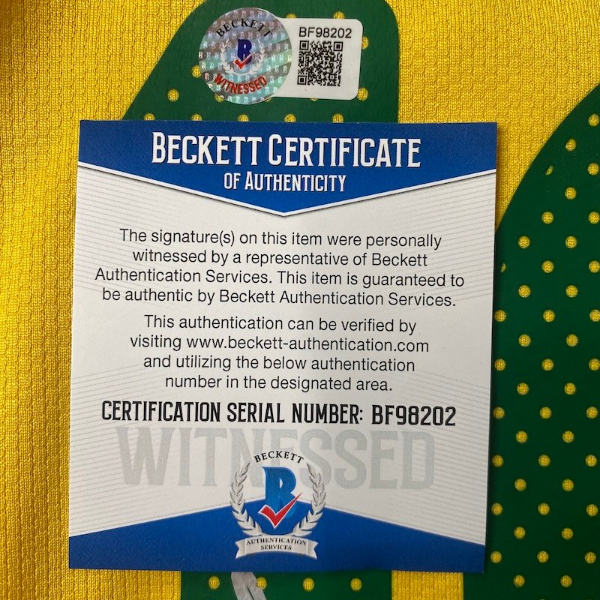 BECKETT
WITNESSED
BF98202
BECKETT CERTIFICATE
OF AUTHENTICITY
The signature(s) on this item were personally
witnessed by a representative of Beckett
Authentication Services. This item is guaranteed to
be authentic by Beckett Authentication Services.
This authentication can be verified by
visiting www.beckett-authentication.com
and utilizing the below authentication
number in the designated area.
CERTIFICATION SERIAL NUMBER: BF98202
WITNESSED
BECKETT
B
AUTHENTICATION
SERVICES